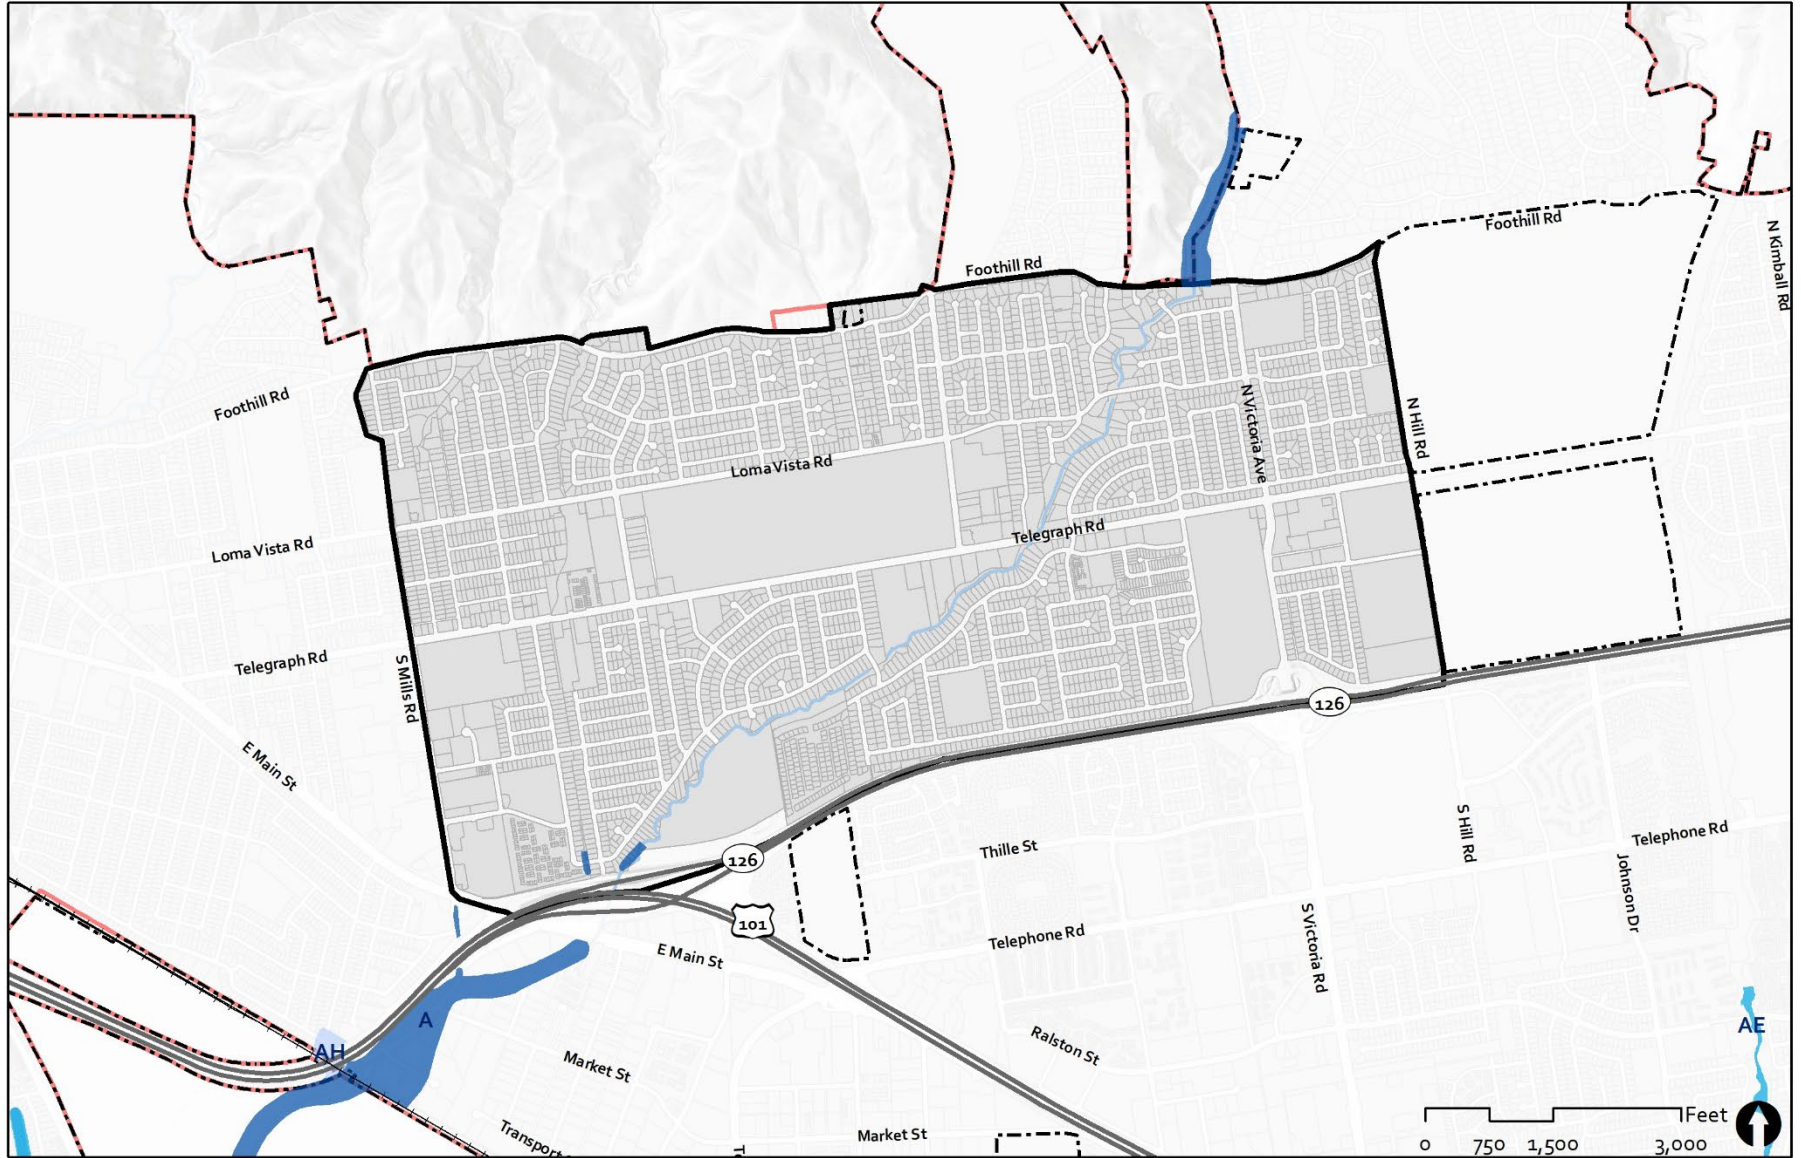 Foothill Rd
N Kimball Rd
Foothill Rd
Foothill Rd
N Hill Rd
N Victoria Ave
Loma Vista Rd
Telegraph Rd
Loma Vista Rd
Telegraph Rd
S Mills Rd
126
E Main St
126
S Hill Rd
Telephone Rd
Thille St
Johnson Dr
101
Telephone Rd
S Victoria Rd
E Main St
A
AE
AH
Ralston St
Market St
Feet
Market St
0 750 1,500 3,000